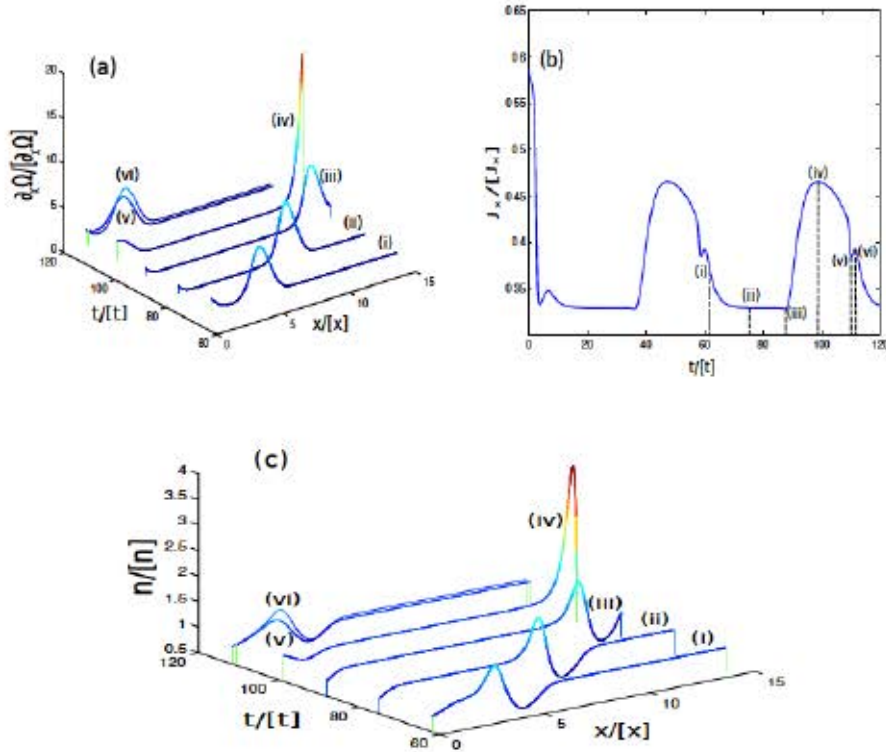 (a)
20
15
10
5
0
∂ₓΩ/[∂ₓΩ]
(iv)
(iii)
(vi)
(v)
(ii)
(i)
120
100
80
60
t/[t]
0
5
10
15
x/[x]
(b)
0.65
0.6
0.55
0.5
0.45
0.4
0.35
Jₓ/[Jₓ]
(iv)
(i)
(ii)
(iii)
(v)
(vi)
0
20
40
60
80
100
120
t/[t]
(c)
4
3.5
3
2.5
2
1.5
1
0.5
n/[n]
(iv)
(vi)
(v)
(iii)
(ii)
(i)
120
100
80
60
t/[t]
0
5
10
15
x/[x]